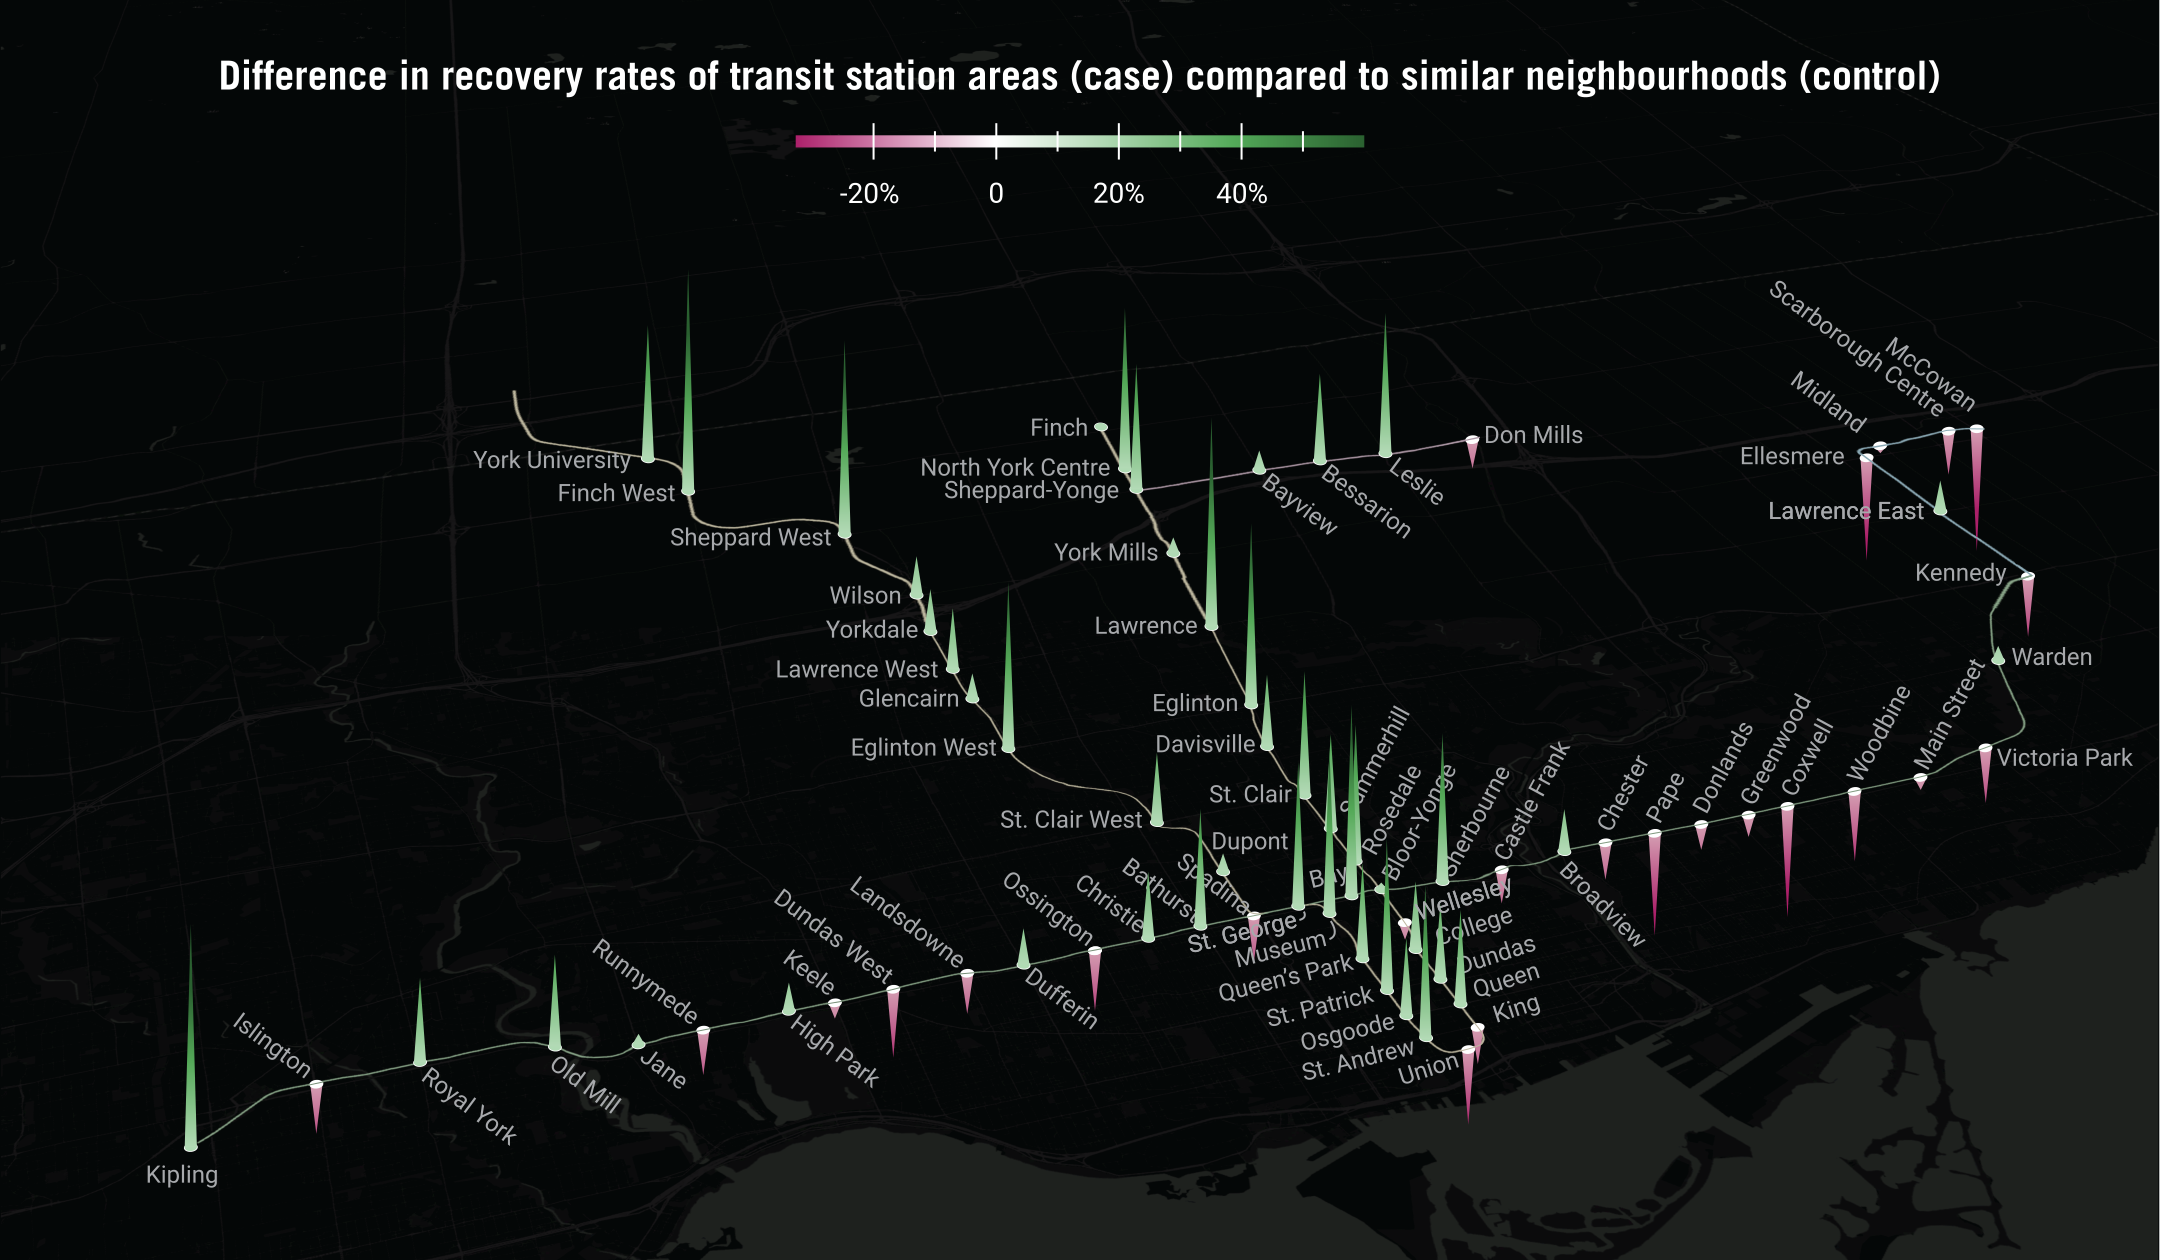 Difference in recovery rates of transit station areas (case) compared to similar neighbourhoods (control)
-20%
0
20%
40%
Scarborough Centre
McCowan
Midland
Ellesmere
Lawrence East
Kennedy
Warden
Victoria Park
Finch
Don Mills
North York Centre
Sheppard-Yonge
Leslie
Bessarion
Bayview
York University
Finch West
Sheppard West
York Mills
Wilson
Yorkdale
Lawrence
Lawrence West
Glencairn
Eglinton
Eglinton West
Davisville
St. Clair
St. Clair West
Dupont
Summerhill
Rosedale
Bloor-Yonge
Sherbourne
Castle Frank
Broadview
Chester
Pape
Donlands
Greenwood
Coxwell
Woodbine
Main Street
Bay
Spadina
Bathurst
Christie
Ossington
Dufferin
Landsdowne
Dundas West
Keele
High Park
Runnymede
Jane
Old Mill
Royal York
Islington
Kipling
St. George
Museum
Queen's Park
St. Patrick
Osgoode
St. Andrew
Union
Wellesley
College
Dundas
Queen
King